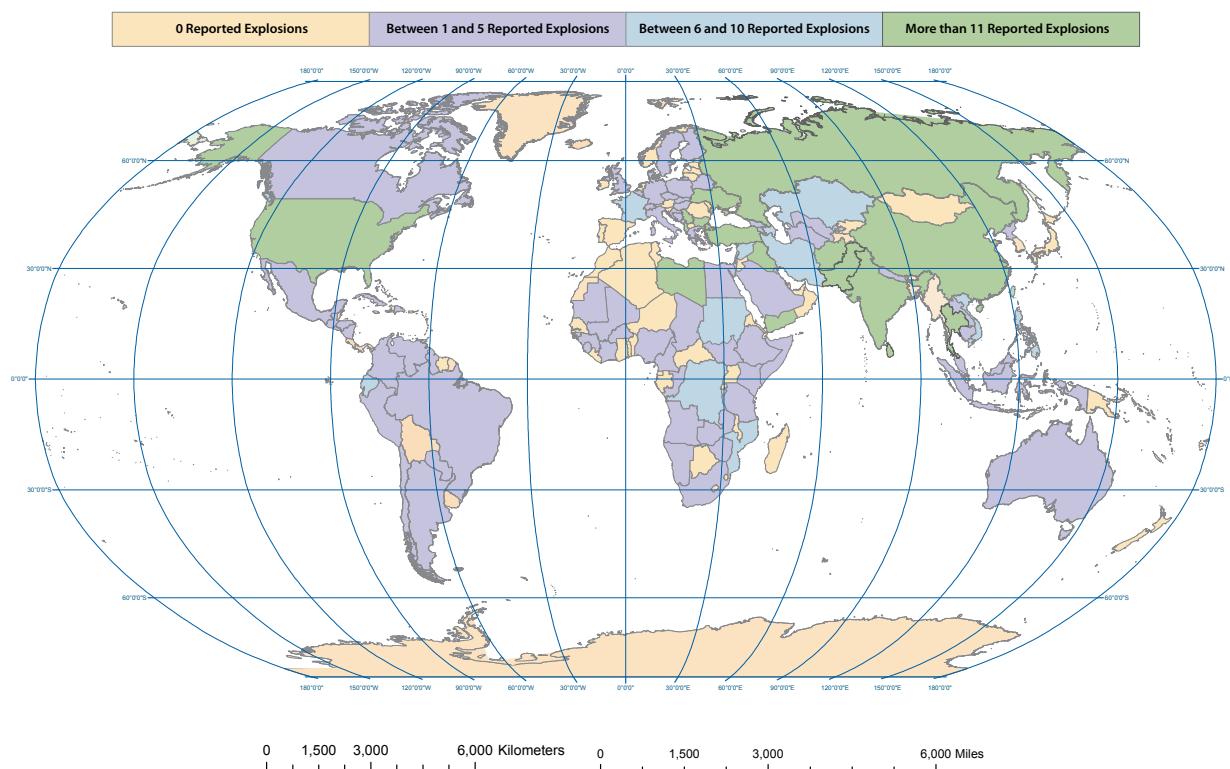 0 Reported Explosions Between 1 and 5 Reported Explosions Between 6 and 10 Reported Explosions More than 11 Reported Explosions
180°0'0" 150°0'0"W 120°0'0"W 90°0'0"W 60°0'0"W 30°0'0"W 0°0'0" 30°0'0"E 60°0'0"E 90°0'0"E 120°0'0"E 150°0'0"E 180°0'0"
60°0'0"N 60°0'0"N
30°0'0"N 30°0'0"N
0°0'0"
30°0'0"S 30°0'0"S
60°0'0"S 60°0'0"S
180°0'0" 150°0'0"W 120°0'0"W 90°0'0"W 60°0'0"W 30°0'0"W 0°0'0" 30°0'0"E 60°0'0"E 90°0'0"E 120°0'0"E 150°0'0"E 180°0'0"
0 1,500 3,000 6,000 Kilometers 0 1,500 3,000 6,000 Miles